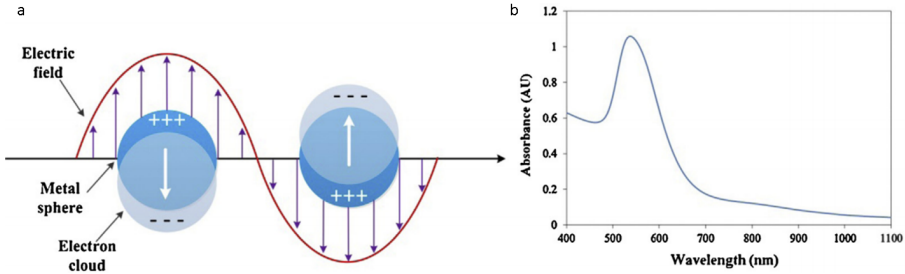 a
Electric
field
+++
- - -
Metal
sphere
- - -
+++
Electron
cloud
b
1.2
1
0.8
0.6
0.4
0.2
0
Absorbance (AU)
400 500 600 700 800 900 1000 1100
Wavelength (nm)